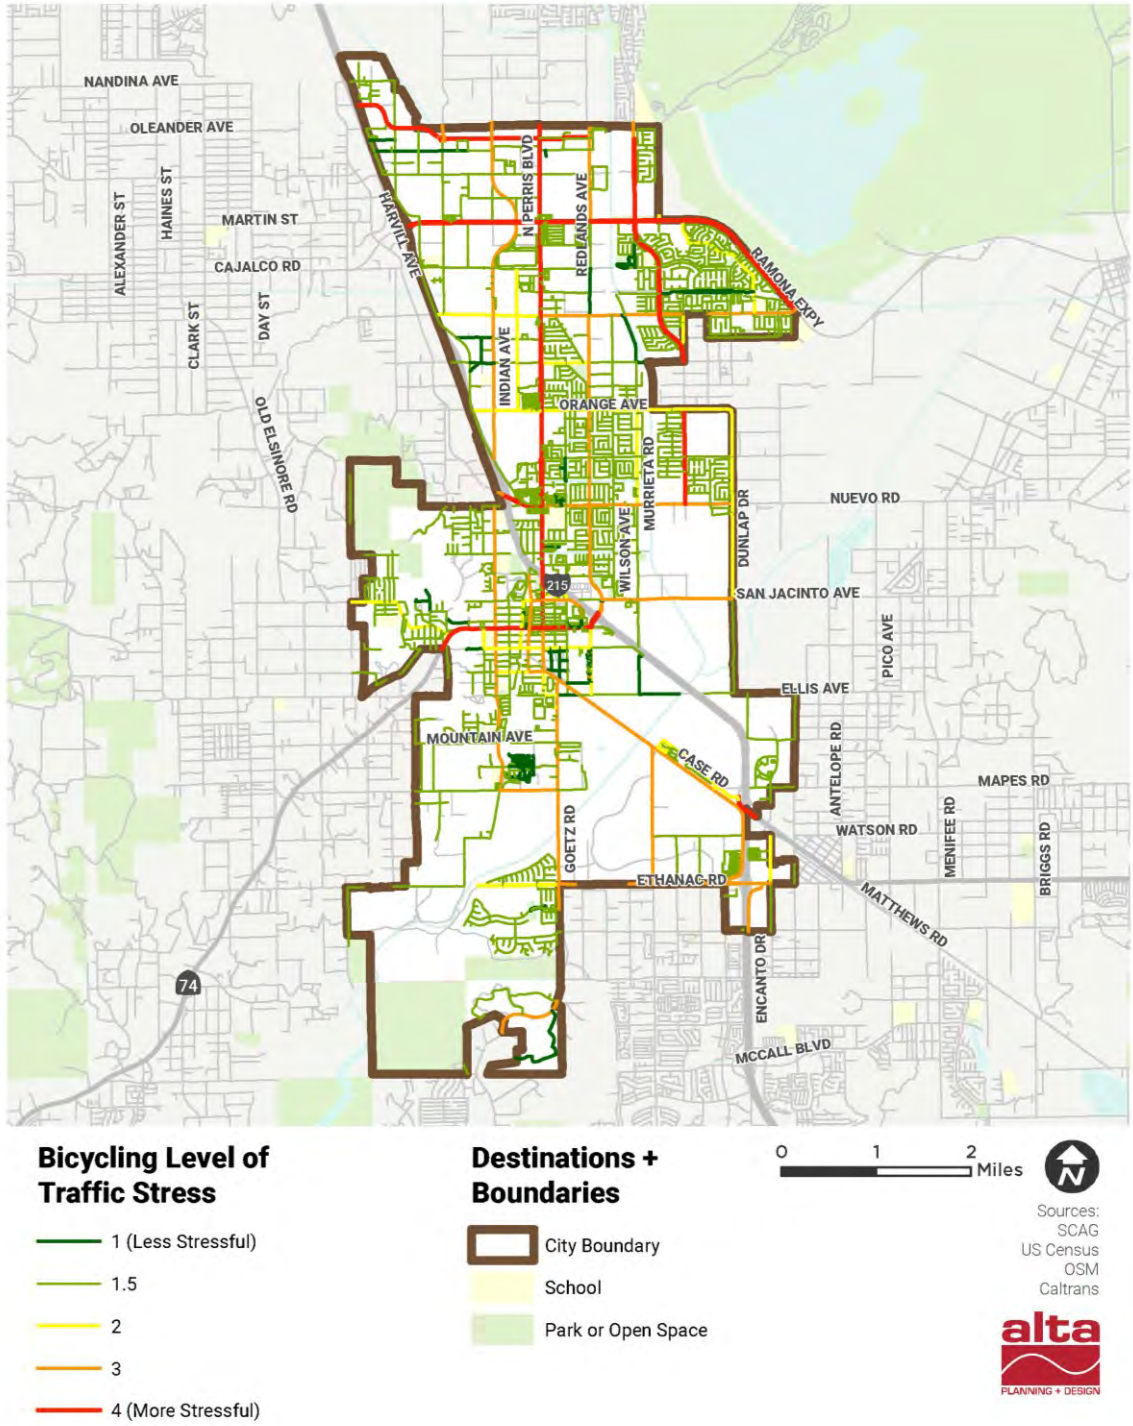 NANDINA AVE
OLEANDER AVE
HAINES ST
ALEXANDER ST
MARTIN ST
CAJALCO RD
CLARK ST
DAY ST
HARVILL AVE
N PERRIS BLVD
REDLANDS AVE
RAMONA EXPY
INDIAN AVE
ORANGE AVE
OLD ELSINORE RD
MURRIETA RD
NUEVO RD
WILSON AVE
DUNLAP DR
215
SAN JACINTO AVE
PICO AVE
ELLIS AVE
MOUNTAIN AVE
CASE RD
ANTELOPE RD
MAPES RD
GOETZ RD
WATSON RD
MENIFEE RD
BRIGGS RD
ETHANAC RD
MATTHEWS RD
74
ENCANTO DR
MCCALL BLVD
Bicycling Level of
Traffic Stress
1 (Less Stressful)
1.5
2
3
4 (More Stressful)
Destinations +
Boundaries
City Boundary
School
Park or Open Space
0 1 2 Miles
N
Sources:
SCAG
US Census
OSM
Caltrans
alta
PLANNING + DESIGN